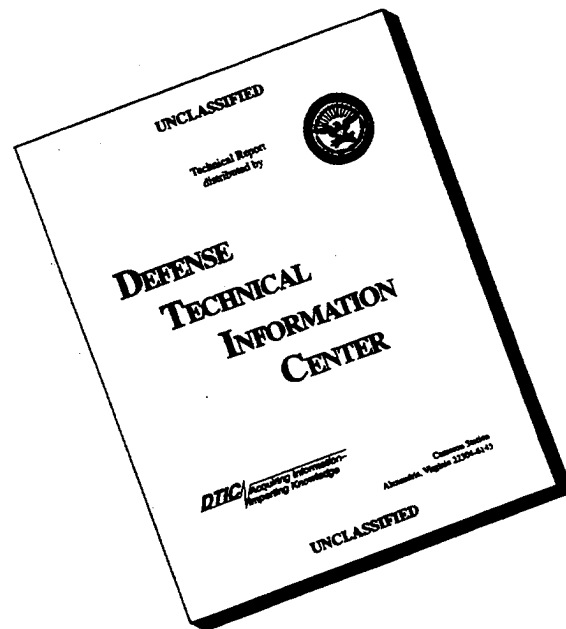 UNCLASSIFIED
Technical Report
distributed by
DEFENSE
TECHNICAL
INFORMATION
CENTER
DTIC Acquiring Information-
Imparting Knowledge
Cameron Station
Alexandria, Virginia 22304-6145
UNCLASSIFIED